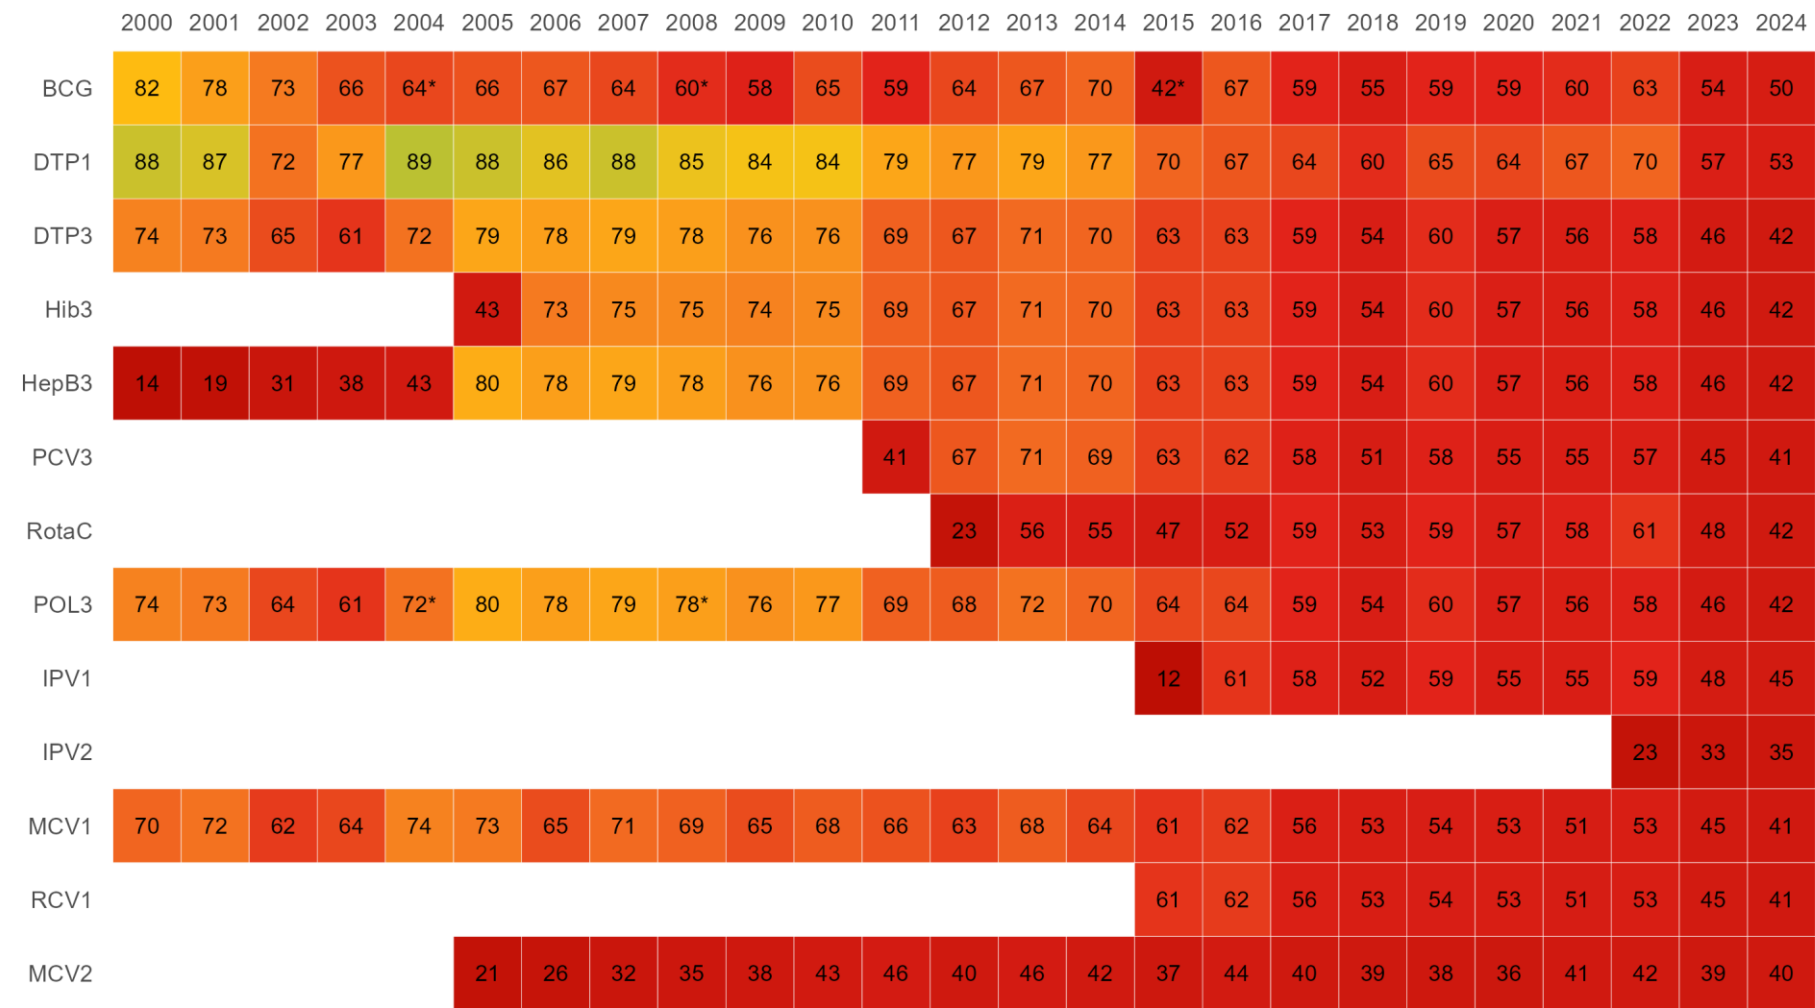 2000 2001 2002 2003 2004 2005 2006 2007 2008 2009 2010 2011 2012 2013 2014 2015 2016 2017 2018 2019 2020 2021 2022 2023 2024
BCG 82 78 73 66 64* 66 67 64 60* 58 65 59 64 67 70 42* 67 59 55 59 59 60 63 54 50
DTP1 88 87 72 77 89 88 86 88 85 84 84 79 77 79 77 70 67 64 60 65 64 67 70 57 53
DTP3 74 73 65 61 72 79 78 79 78 76 76 69 67 71 70 63 63 59 54 60 57 56 58 46 42
Hib3 43 73 75 75 74 75 69 67 71 70 63 63 59 54 60 57 56 58 46 42
HepB3 14 19 31 38 43 80 78 79 78 76 76 69 67 71 70 63 63 59 54 60 57 56 58 46 42
PCV3 41 67 71 69 63 62 58 51 58 55 55 57 45 41
RotaC 23 56 55 47 52 59 53 59 57 58 61 48 42
POL3 74 73 64 61 72* 80 78 79 78* 76 77 69 68 72 70 64 64 59 54 60 57 56 58 46 42
IPV1 12 61 58 52 59 55 55 59 48 45
IPV2 23 33 35
MCV1 70 72 62 64 74 73 65 71 69 65 68 66 63 68 64 61 62 56 53 54 53 51 53 45 41
RCV1 61 62 56 53 54 53 51 53 45 41
MCV2 21 26 32 35 38 43 46 40 46 42 37 44 40 39 38 36 41 42 39 40